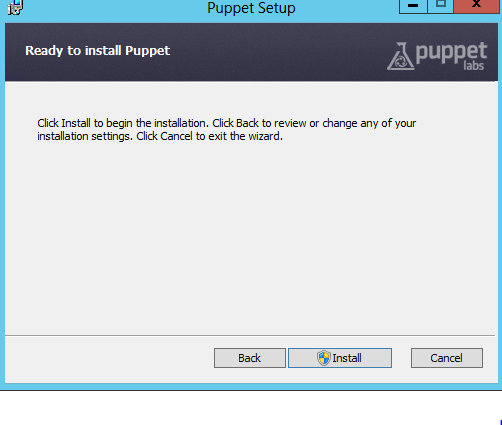 Puppet Setup
Ready to install Puppet
puppet
labs
Click Install to begin the installation. Click Back to review or change any of your
installation settings. Click Cancel to exit the wizard.
Back
Install
Cancel